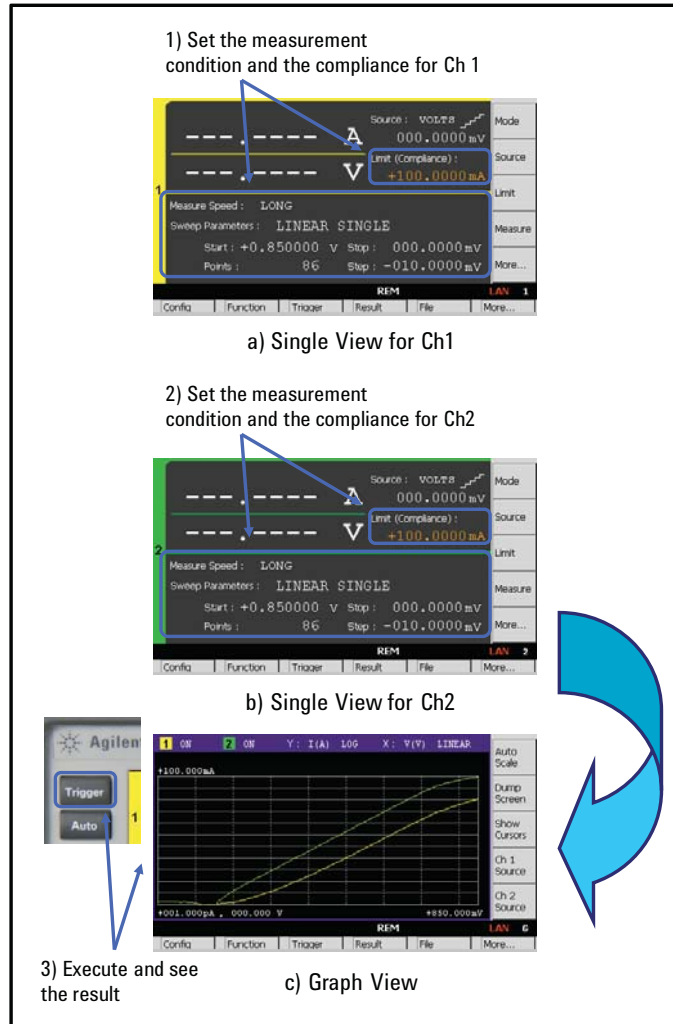 1) Set the measurement
condition and the compliance for Ch 1
Source : VOLTS
---.---- A 000.0000 mV
Limit (Compliance) :
---.---- V +100.0000 mA
1
Measure Speed : LONG
Sweep Parameters : LINEAR SINGLE
Start : +0.850000 V Stop : 000.0000 mV
Points : 86 Step : -010.0000 mV
Mode
Source
Limit
Measure
More...
REM LAN 1
Config Function Trigger Result File More...
a) Single View for Ch1
2) Set the measurement
condition and the compliance for Ch2
Source : VOLTS
---.---- A 000.0000 mV
Limit (Compliance) :
---.---- V +100.0000 mA
2
Measure Speed : LONG
Sweep Parameters : LINEAR SINGLE
Start : +0.850000 V Stop : 000.0000 mV
Points : 86 Step : -010.0000 mV
Mode
Source
Limit
Measure
More...
REM LAN 2
Config Function Trigger Result File More...
b) Single View for Ch2
Agilen
Trigger
Auto
1
1 ON 2 ON Y : I(A) LOG X : V(V) LINEAR
+100.000mA
+001.000pA , 000.000 V +850.000mV
Auto
Scale
Dump
Screen
Show
Cursors
Ch 1
Source
Ch 2
Source
REM LAN 6
Config Function Trigger Result File More...
3) Execute and see
the result
c) Graph View